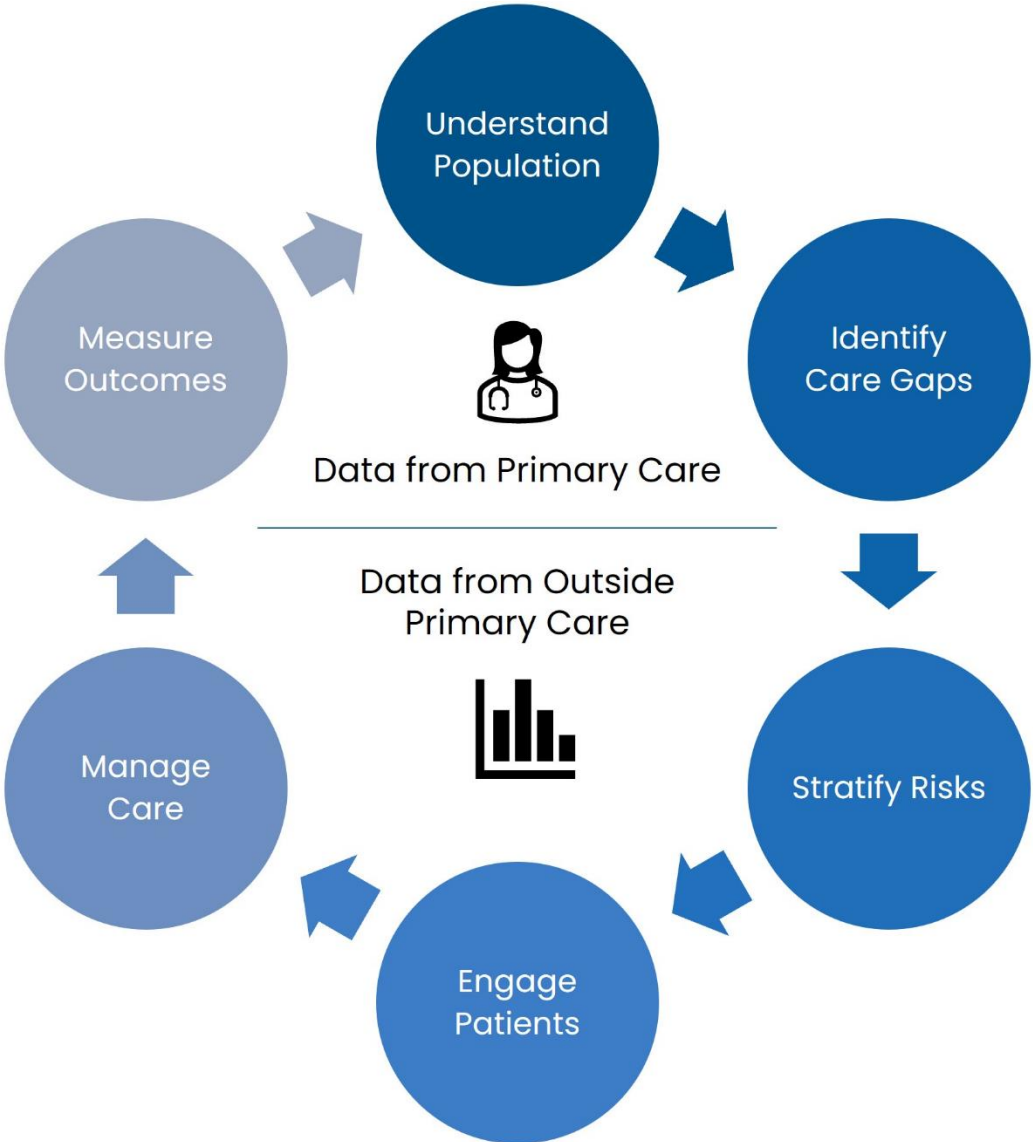 Understand
Population
Identify
Care Gaps
Stratify Risks
Engage
Patients
Manage
Care
Measure
Outcomes
Data from Primary Care
Data from Outside
Primary Care